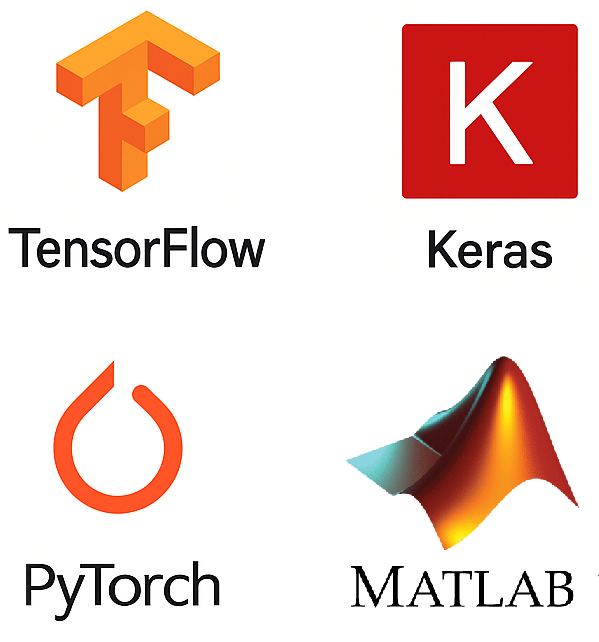 TensorFlow
K
Keras
PyTorch
MATLAB